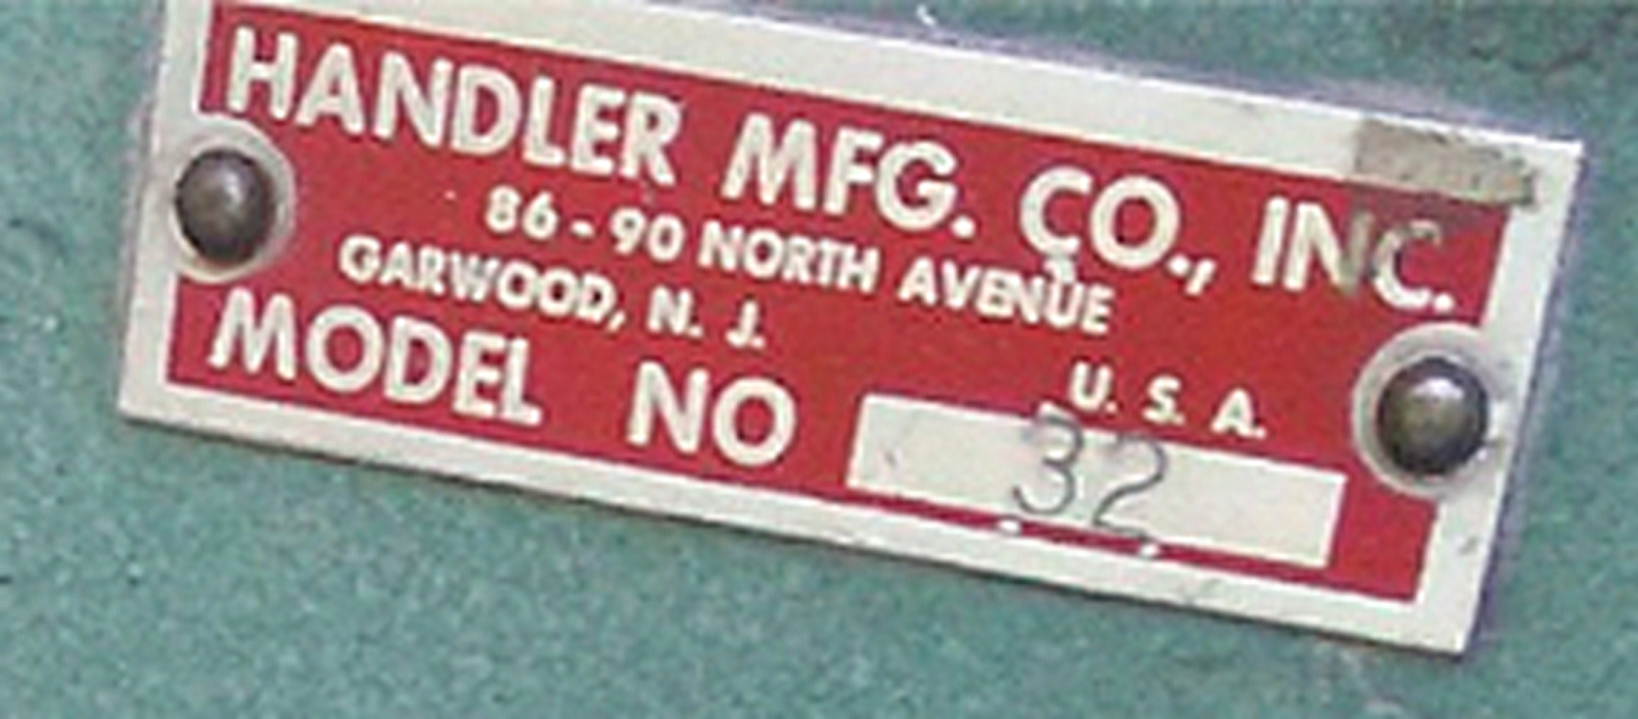 HANDLER MFG. CO., INC.
86-90 NORTH AVENUE
GARWOOD, N. J.
U. S. A.
MODEL NO 32